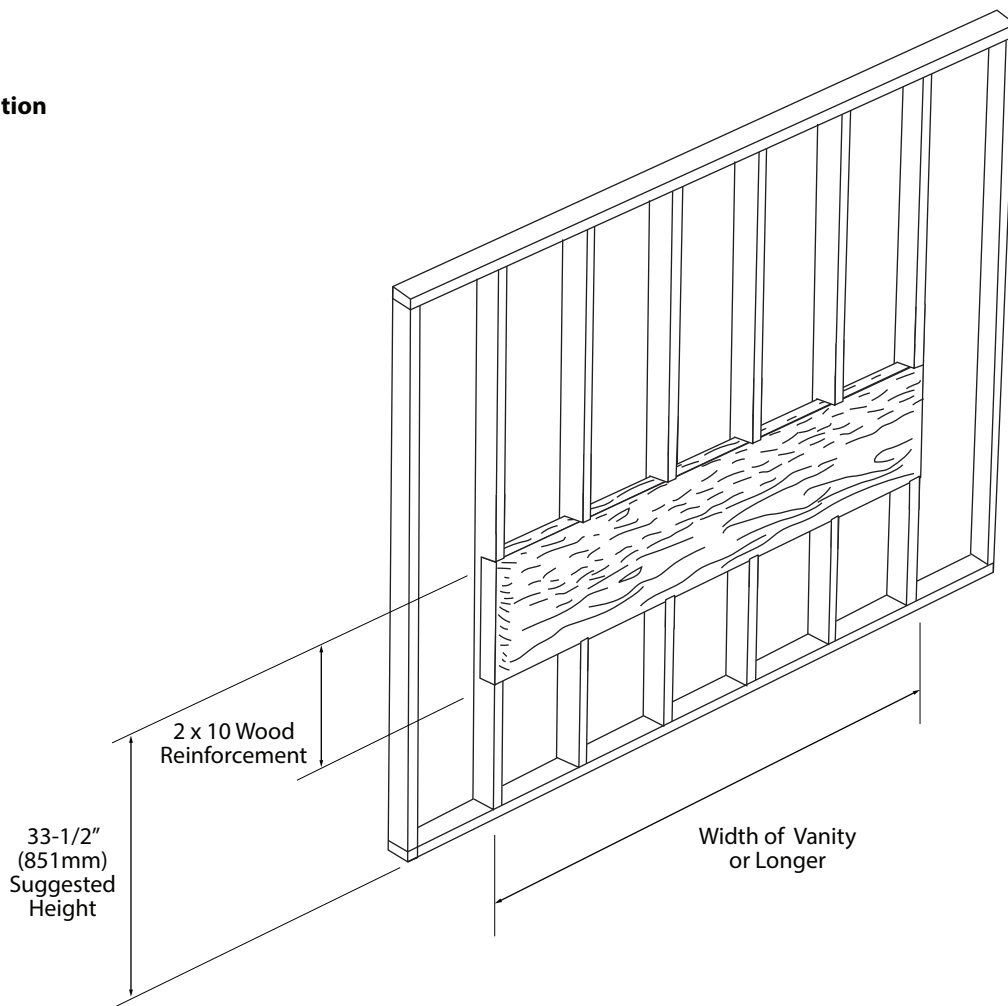 tion
2 x 10 Wood
Reinforcement
33-1/2”
(851mm)
Suggested
Height
Width of Vanity
or Longer